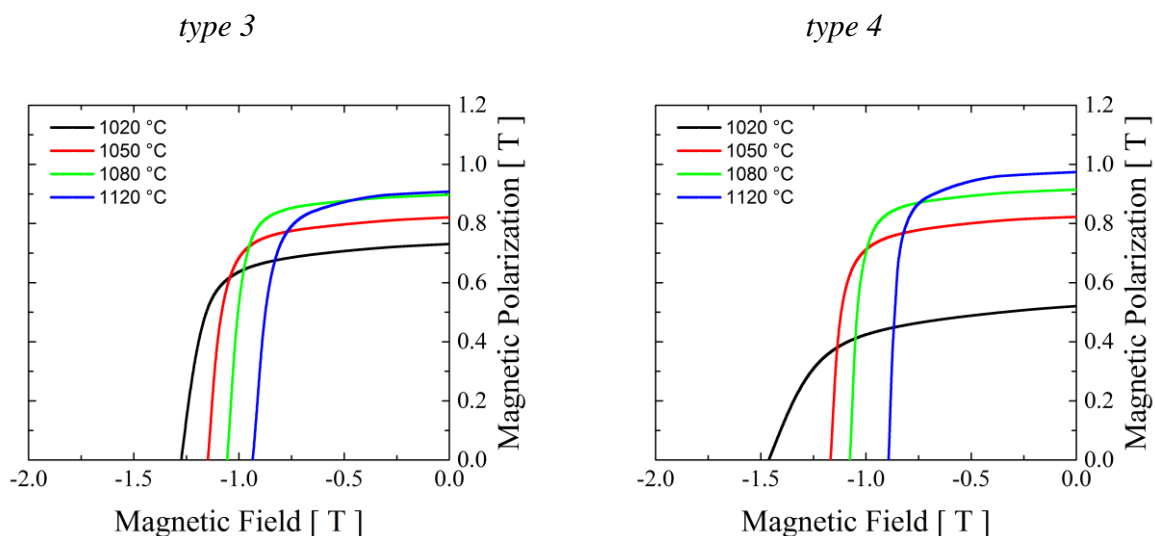 type 3
type 4
1020 °C
1050 °C
1080 °C
1120 °C
1.2
1.0
0.8
0.6
0.4
0.2
0.0
Magnetic Polarization [ T ]
-2.0 -1.5 -1.0 -0.5 0.0
Magnetic Field [ T ]
1020 °C
1050 °C
1080 °C
1120 °C
1.2
1.0
0.8
0.6
0.4
0.2
0.0
Magnetic Polarization [ T ]
-2.0 -1.5 -1.0 -0.5 0.0
Magnetic Field [ T ]